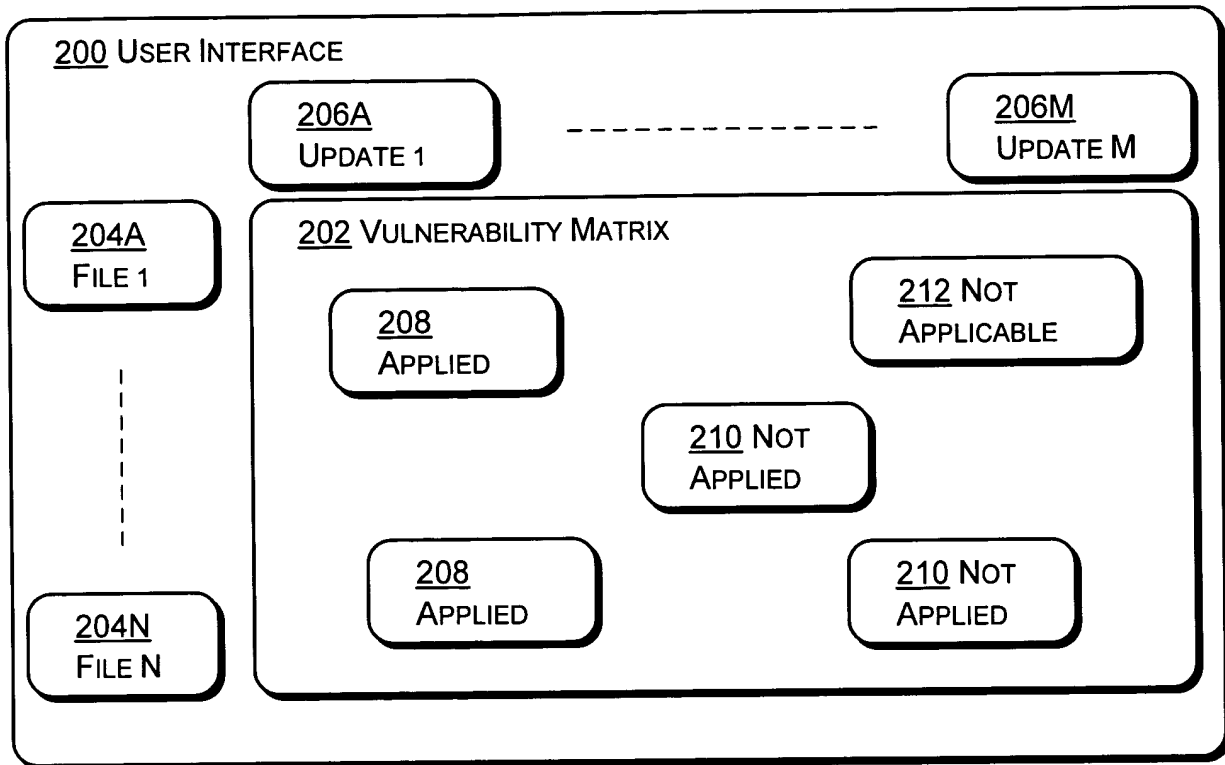 200 USER INTERFACE
206A
UPDATE 1
206M
UPDATE M
204A
FILE 1
202 VULNERABILITY MATRIX
208
APPLIED
212 NOT
APPLICABLE
210 NOT
APPLIED
208
APPLIED
210 NOT
APPLIED
204N
FILE N